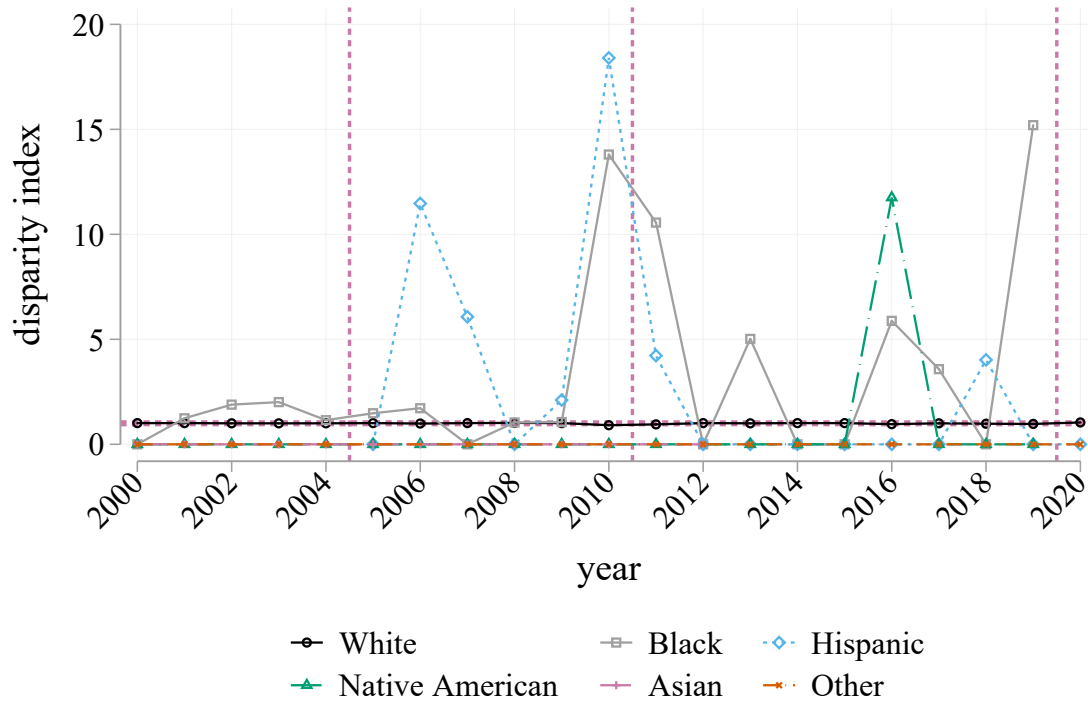 20
15
10
5
0
disparity index
2000 2002 2004 2006 2008 2010 2012 2014 2016 2018 2020
year
White Black Hispanic
Native American Asian Other